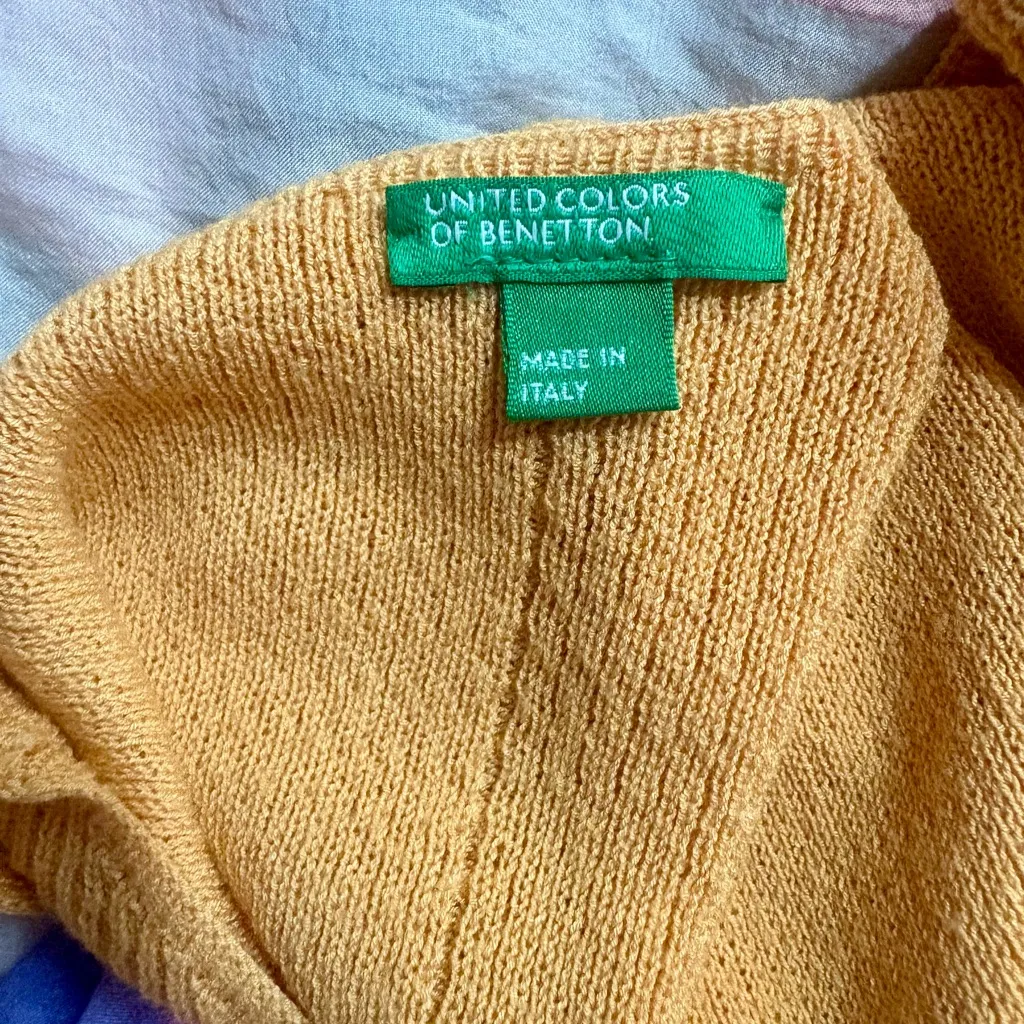 UNITED COLORS
OF BENETTON
MADE IN
ITALY